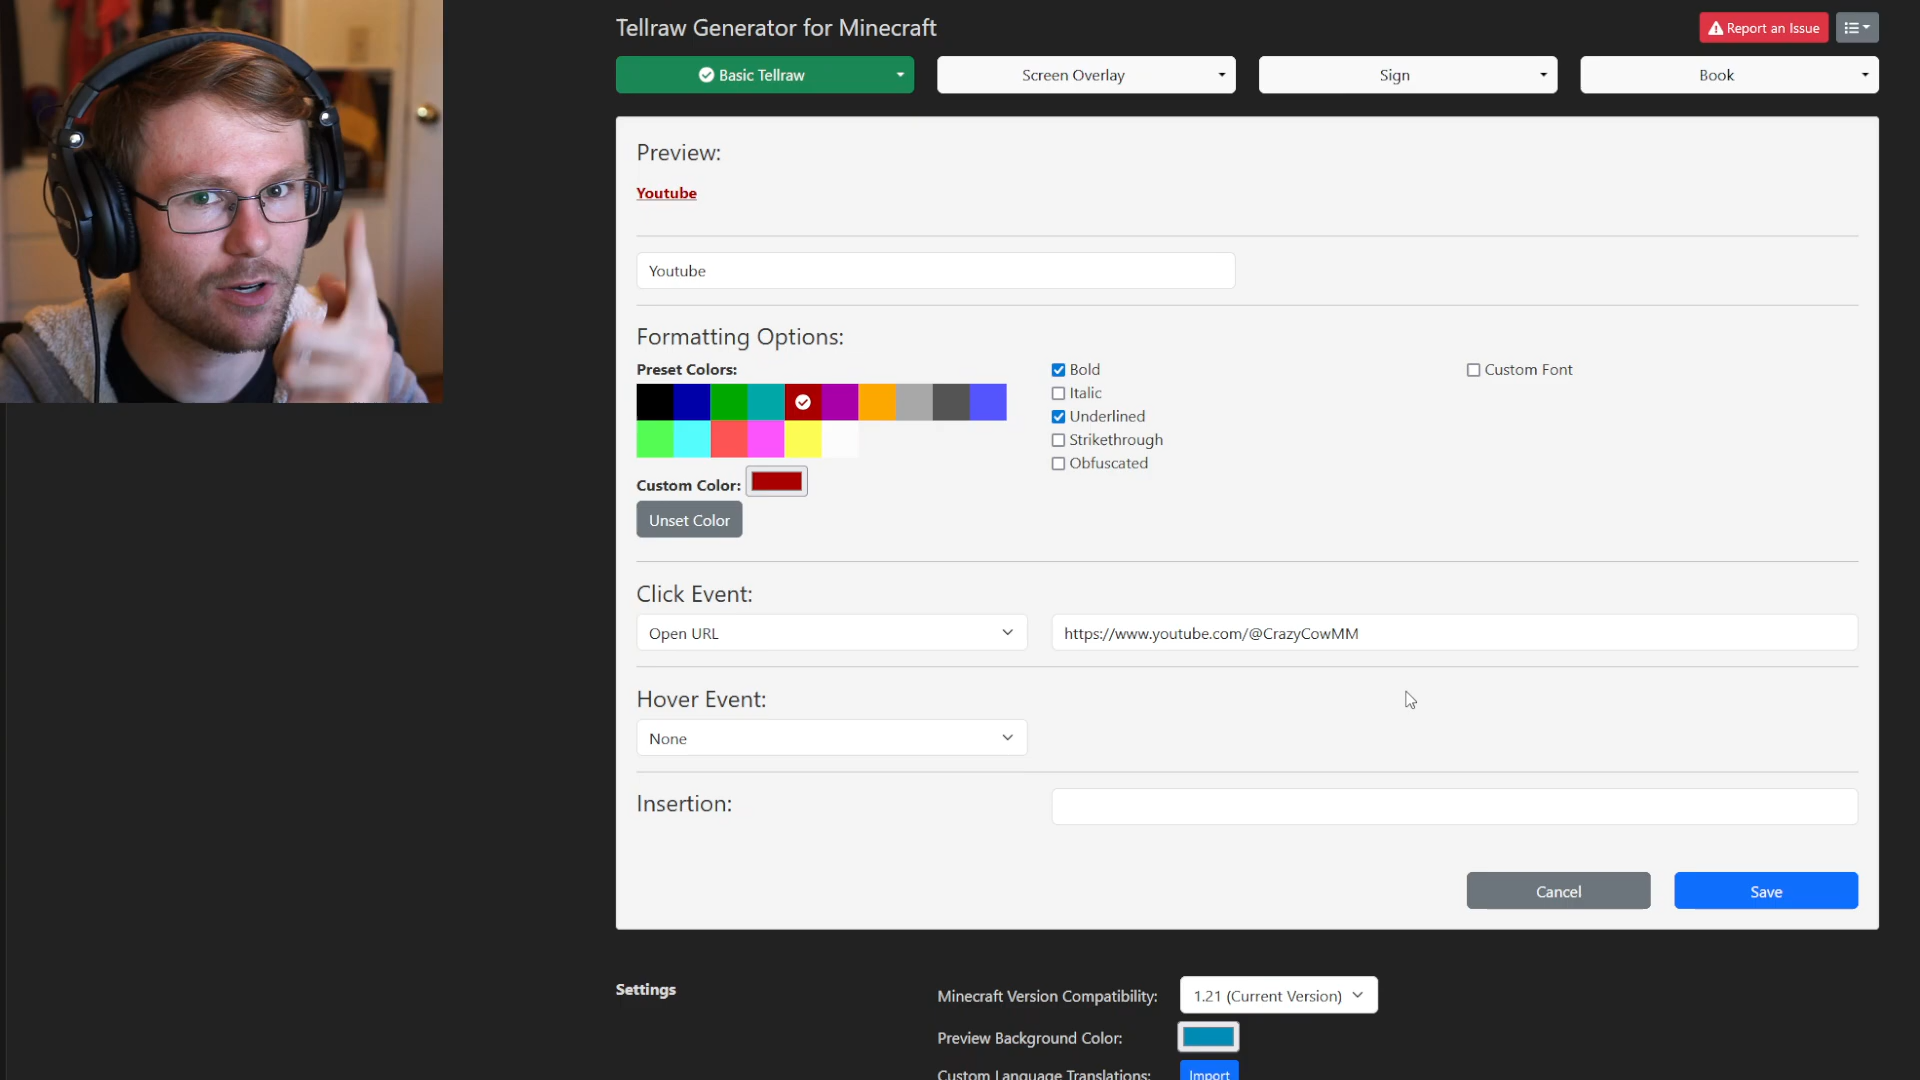 Tellraw Generator for Minecraft
Report an Issue
Basic Tellraw
Screen Overlay
Sign
Book
Preview:
Youtube
Youtube
Formatting Options:
Preset Colors:
Bold
Italic
Underlined
Strikethrough
Obfuscated
Custom Font
Custom Color:
Unset Color
Click Event:
Open URL
https://www.youtube.com/@CrazyCowMM
Hover Event:
None
Insertion:
Cancel
Save
Settings
Minecraft Version Compatibility:
1.21 (Current Version)
Preview Background Color:
Custom Language Translations:
Import